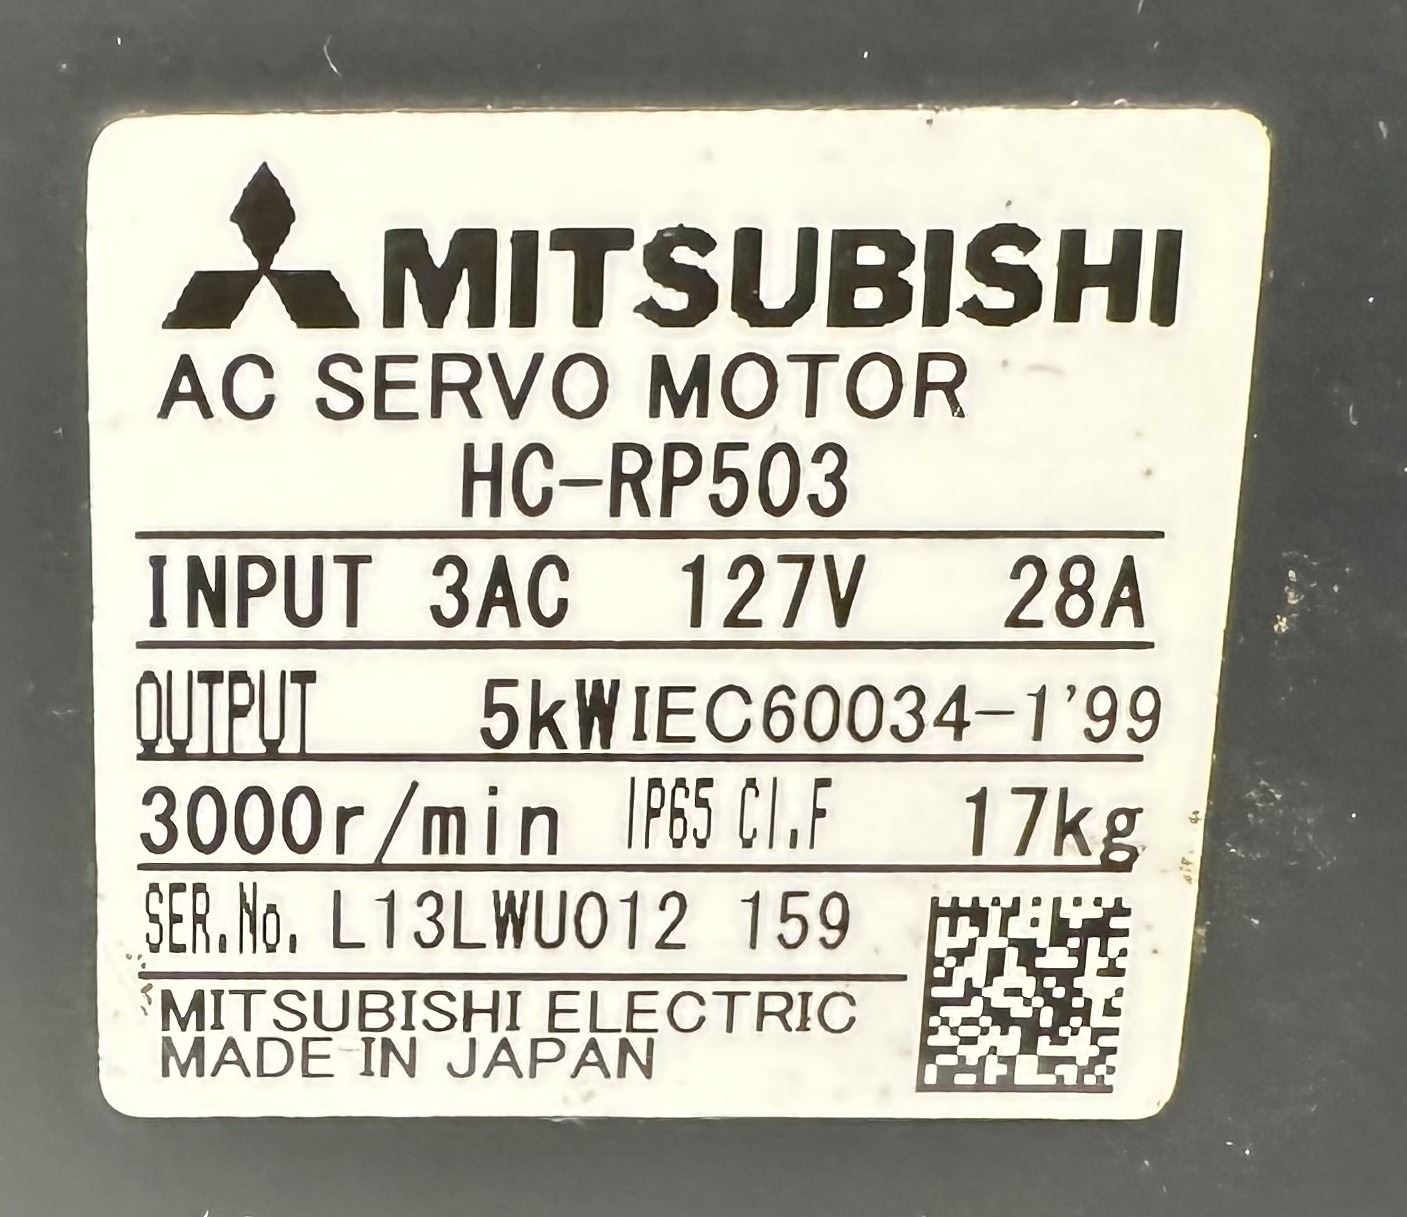 MITSUBISHI
AC SERVO MOTOR
HC-RP503
INPUT 3AC 127V 28A
OUTPUT 5kW IEC60034-1'99
3000r/min IP65 Cl.F 17kg
SER.No. L13LWU012 159
MITSUBISHI ELECTRIC
MADE IN JAPAN